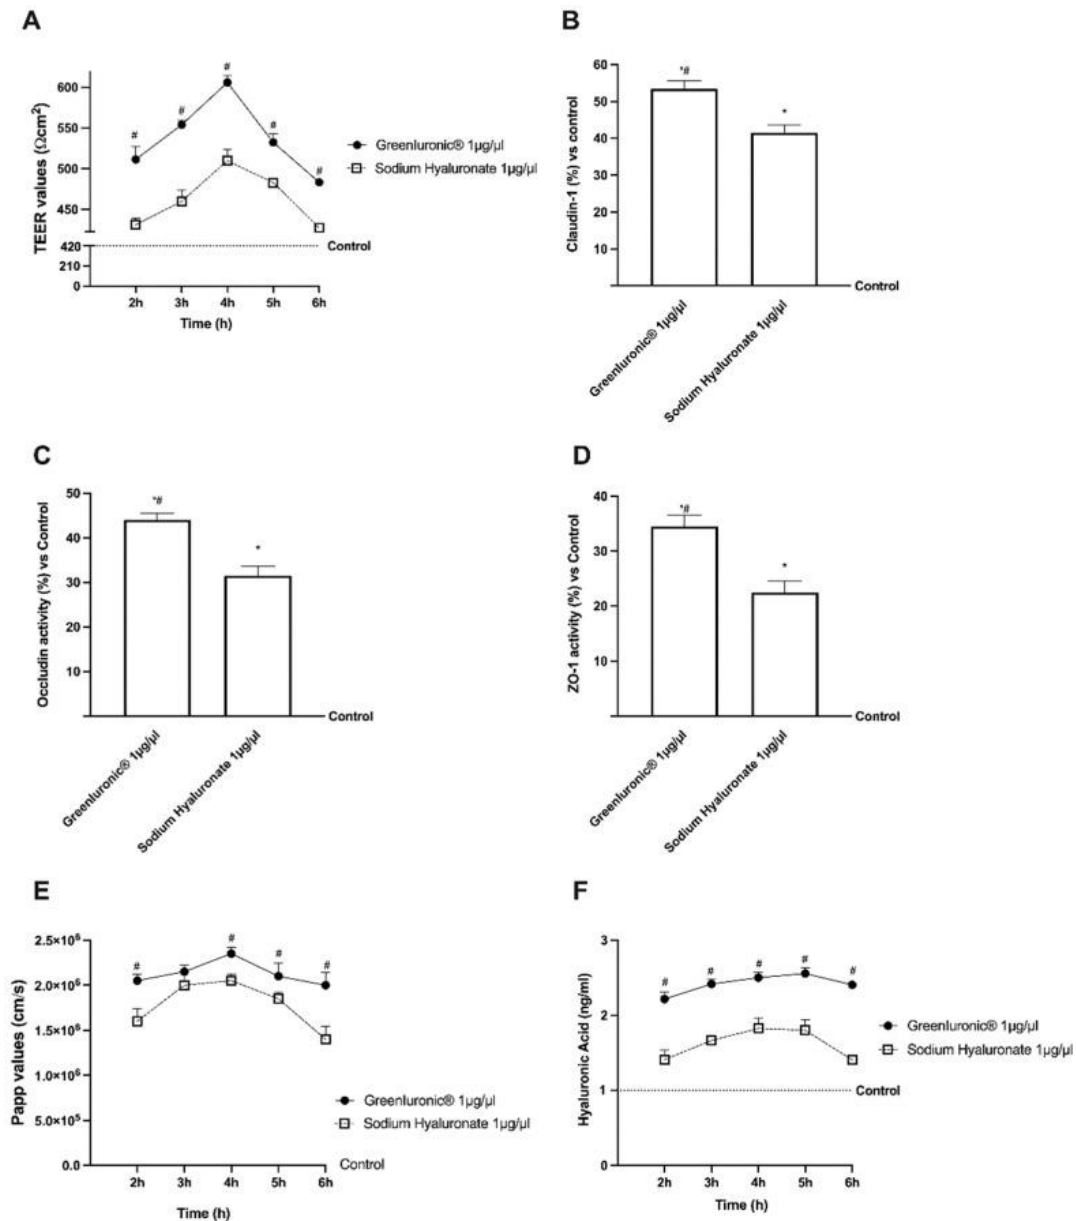 A
TEER values (Ωcm²)
600
550
500
450
420
210
0
#
#
#
#
#
Greenluronic® 1µg/µl
Sodium Hyaluronate 1µg/µl
Control
2h 3h 4h 5h 6h
Time (h)
B
Claudin-1 (%) vs control
60
50
40
30
20
10
*#
*
Control
Greenluronic® 1µg/µl
Sodium Hyaluronate 1µg/µl
C
Occludin activity (%) vs Control
50
40
30
20
10
*#
*
Control
Greenluronic® 1µg/µl
Sodium Hyaluronate 1µg/µl
D
ZO-1 activity (%) vs Control
40
30
20
10
*#
*
Control
Greenluronic® 1µg/µl
Sodium Hyaluronate 1µg/µl
E
Papp values (cm/s)
2.5×10⁶
2.0×10⁶
1.5×10⁶
1.0×10⁶
5.0×10⁵
0.0
#
#
#
#
Greenluronic® 1µg/µl
Sodium Hyaluronate 1µg/µl
Control
2h 3h 4h 5h 6h
Time (h)
F
Hyaluronic Acid (ng/ml)
3
2
1
0
#
#
#
#
#
Greenluronic® 1µg/µl
Sodium Hyaluronate 1µg/µl
Control
2h 3h 4h 5h 6h
Time (h)